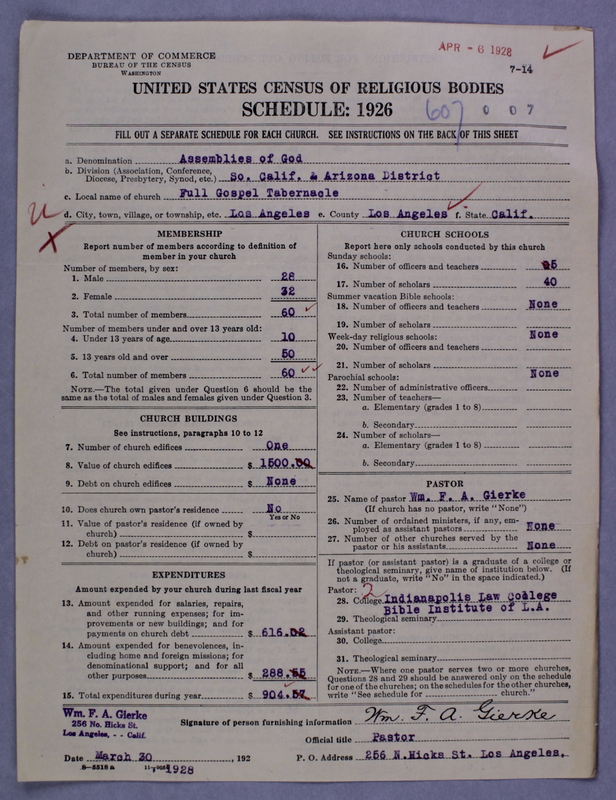 APR - 6 1928
DEPARTMENT OF COMMERCE
BUREAU OF THE CENSUS
WASHINGTON
7-14
UNITED STATES CENSUS OF RELIGIOUS BODIES
SCHEDULE: 1926
607 0 0 7
FILL OUT A SEPARATE SCHEDULE FOR EACH CHURCH. SEE INSTRUCTIONS ON THE BACK OF THIS SHEET
a. Denomination Assemblies of God
b. Division (Association, Conference,
Diocese, Presbytery, Synod, etc.) So. Calif. & Arizona District
c. Local name of church Full Gospel Tabernacle
d. City, town, village, or township, etc. Los Angeles e. County Los Angeles f. State Calif.
MEMBERSHIP
Report number of members according to definition of
member in your church
Number of members, by sex:
1. Male 28
2. Female 32
3. Total number of members 60
Number of members under and over 13 years old:
4. Under 13 years of age 10
5. 13 years old and over 50
6. Total number of members 60
NOTE.—The total given under Question 6 should be the
same as the total of males and females given under Question 3.
CHURCH BUILDINGS
See instructions, paragraphs 10 to 12
7. Number of church edifices One
8. Value of church edifices $ 1500.00
9. Debt on church edifices $ None
10. Does church own pastor's residence? No
Yes or No
11. Value of pastor's residence (if owned by
church) $
12. Debt on pastor's residence (if owned by
church) $
EXPENDITURES
Amount expended by your church during last fiscal year
13. Amount expended for salaries, repairs,
and other running expenses; for im-
provements or new buildings; and for
payments on church debt $ 616.02
14. Amount expended for benevolences, in-
cluding home and foreign missions; for
denominational support; and for all
other purposes $ 288.55
15. Total expenditures during year $ 904.57
CHURCH SCHOOLS
Report here only schools conducted by this church
Sunday schools:
16. Number of officers and teachers 5
17. Number of scholars 40
Summer vacation Bible schools:
18. Number of officers and teachers None
19. Number of scholars
Week-day religious schools: None
20. Number of officers and teachers
21. Number of scholars
Parochial schools: None
22. Number of administrative officers
23. Number of teachers—
a. Elementary (grades 1 to 8)
b. Secondary
24. Number of scholars—
a. Elementary (grades 1 to 8)
b. Secondary
PASTOR
25. Name of pastor Wm. F. A. Gierke
(If church has no pastor, write "None")
26. Number of ordained ministers, if any, em-
ployed as assistant pastors None
27. Number of other churches served by the
pastor or his assistants None
If pastor (or assistant pastor) is a graduate of a college or
theological seminary, give name of institution below. (If
not a graduate, write "No" in the space indicated.)
Pastor: 2
28. College Indianapolis Law College
Bible Institute of L.A.
29. Theological seminary
Assistant pastor:
30. College
31. Theological seminary
NOTE.—Where one pastor serves two or more churches,
Questions 28 and 29 should be answered only on the schedule
for one of the churches; on the schedules for the other churches,
write "See schedule for church."
Wm. F. A. Gierke
256 No. Hicks St.
Los Angeles, - - Calif.
Signature of person furnishing information Wm. F. A. Gierke
Official title Pastor
Date March 30, 192
1928
P. O. Address 256 N. Hicks St. Los Angeles.
8-5518 a